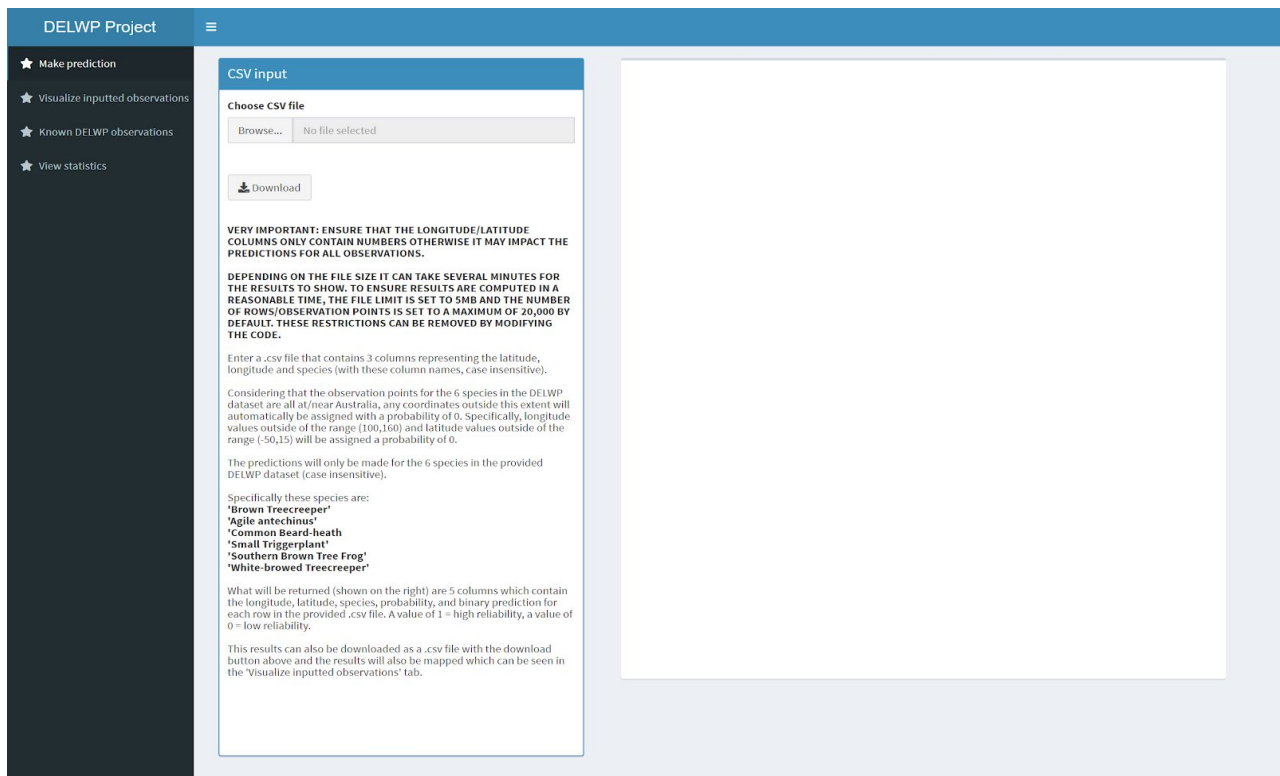 DELWP Project
Make prediction
Visualize inputted observations
Known DELWP observations
View statistics
CSV input
Choose CSV file
Browse... No file selected
Download
VERY IMPORTANT: ENSURE THAT THE LONGITUDE/LATITUDE
COLUMNS ONLY CONTAIN NUMBERS OTHERWISE IT MAY IMPACT THE
PREDICTIONS FOR ALL OBSERVATIONS.
DEPENDING ON THE FILE SIZE IT CAN TAKE SEVERAL MINUTES FOR
THE RESULTS TO SHOW. TO ENSURE RESULTS ARE COMPUTED IN A
REASONABLE TIME, THE FILE LIMIT IS SET TO 5MB AND THE NUMBER
OF ROWS/OBSERVATION POINTS IS SET TO A MAXIMUM OF 20,000 BY
DEFAULT. THESE RESTRICTIONS CAN BE REMOVED BY MODIFYING
THE CODE.
Enter a .csv file that contains 3 columns representing the latitude,
longitude and species (with these column names, case insensitive).
Considering that the observation points for the 6 species in the DELWP
dataset are all at/near Australia, any coordinates outside this extent will
automatically be assigned with a probability of 0. Specifically, longitude
values outside of the range (100,160) and latitude values outside of the
range (-50,15) will be assigned a probability of 0.
The predictions will only be made for the 6 species in the provided
DELWP dataset (case insensitive).
Specifically these species are:
'Brown Treecreeper'
'Agile antechinus'
'Common Beard-heath
'Small Triggerplant'
'Southern Brown Tree Frog'
'White-browed Treecreeper'
What will be returned (shown on the right) are 5 columns which contain
the longitude, latitude, species, probability, and binary prediction for
each row in the provided .csv file. A value of 1 = high reliability, a value of
0 = low reliability.
This results can also be downloaded as a .csv file with the download
button above and the results will also be mapped which can be seen in
the 'Visualize inputted observations' tab.